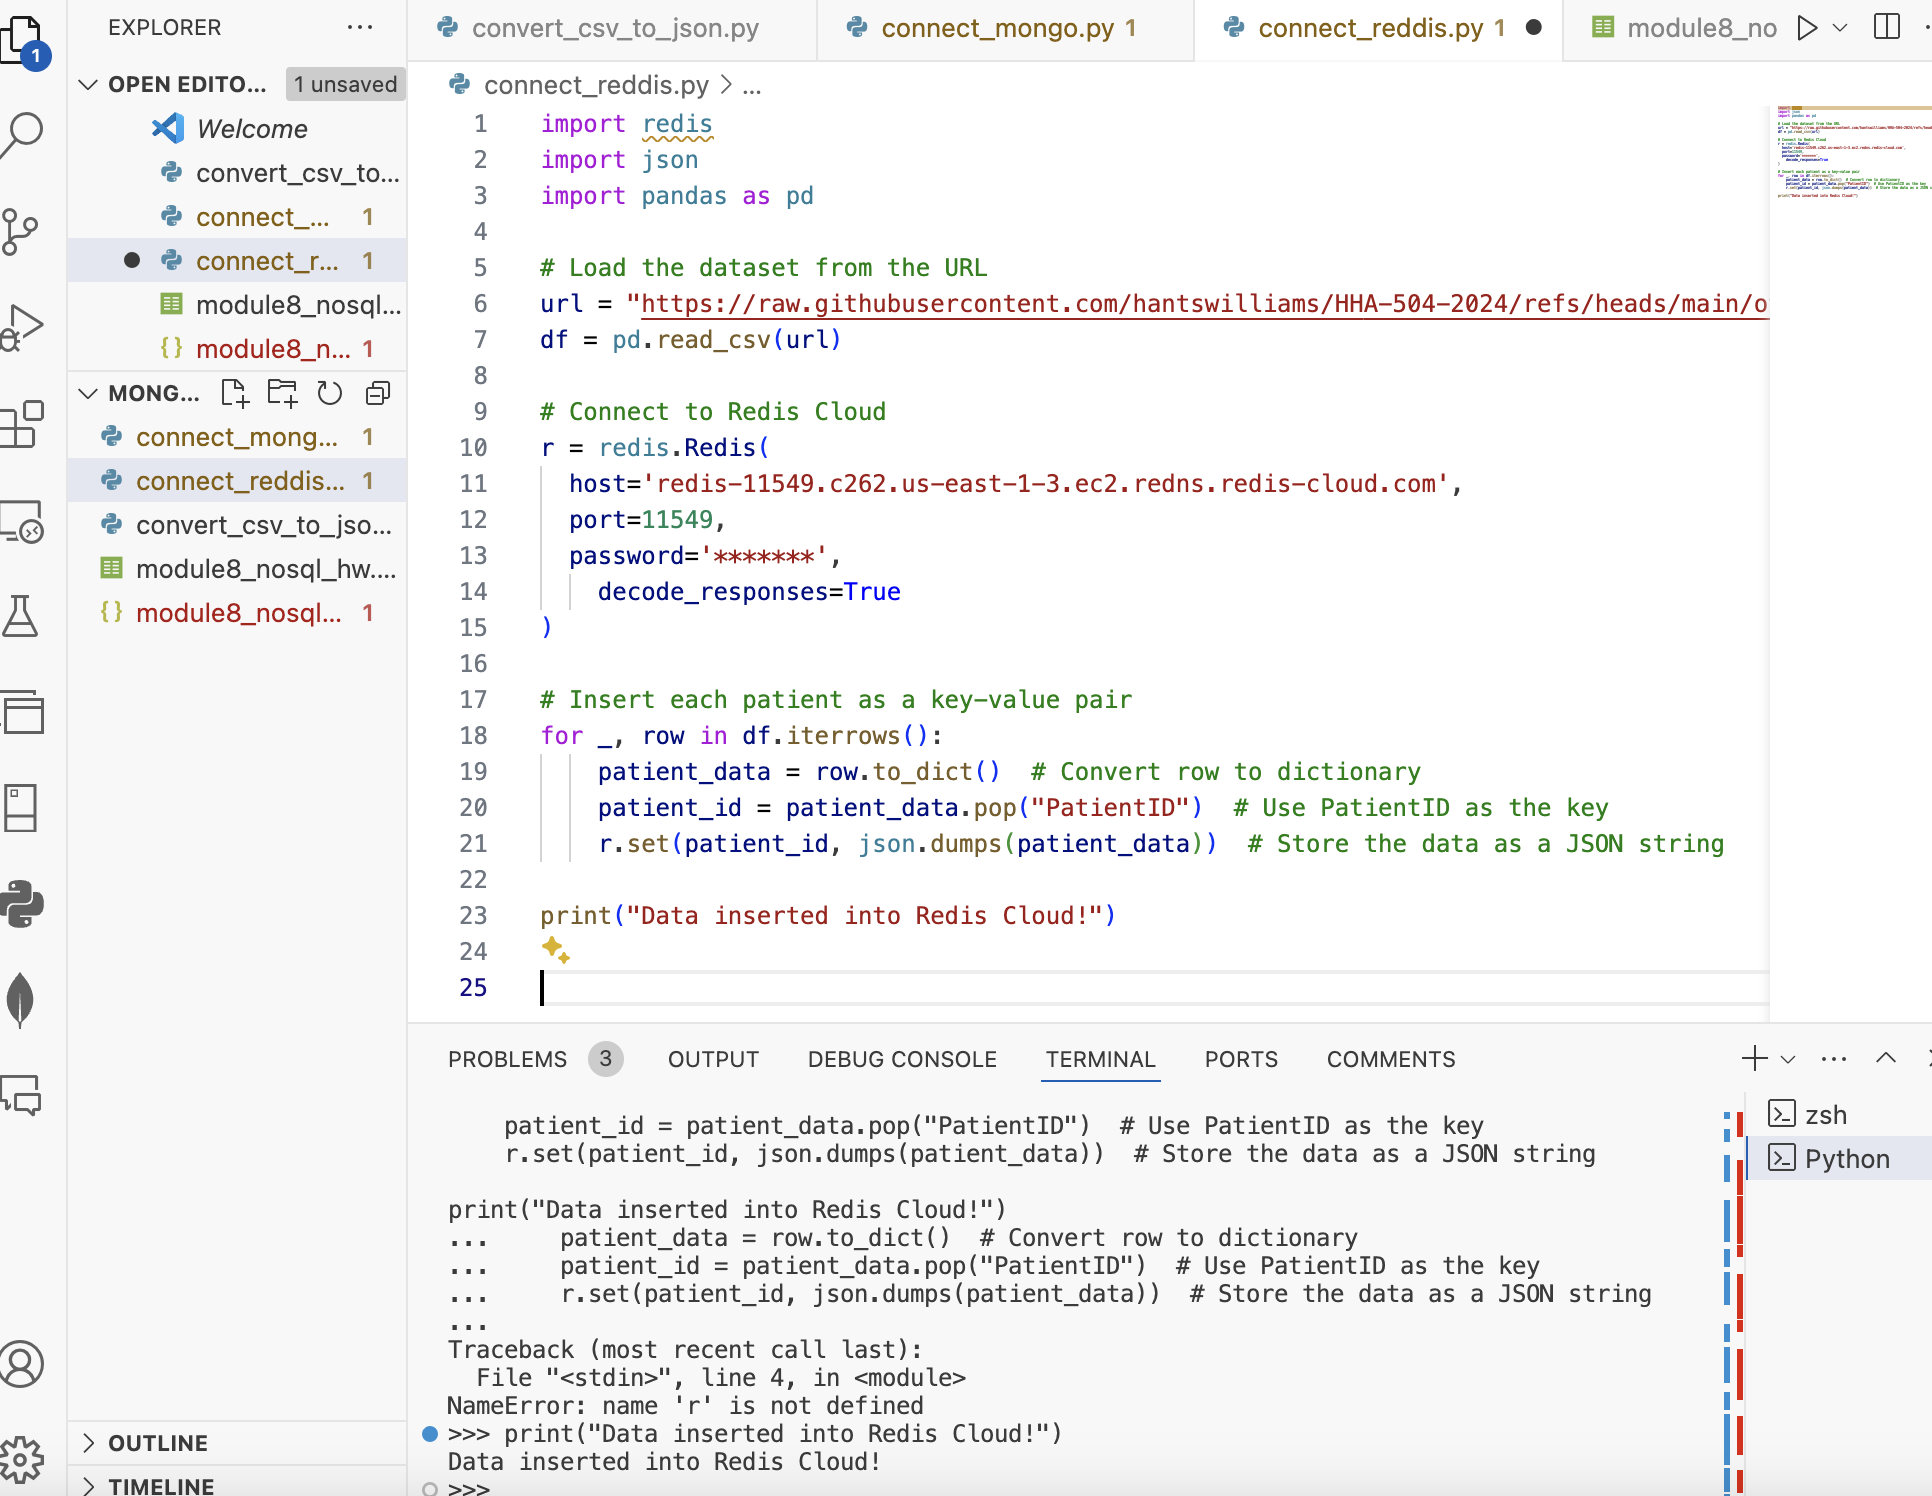 EXPLORER
1
OPEN EDITO...
1 unsaved
Welcome
convert_csv_to...
connect_... 1
connect_r... 1
module8_nosql...
{} module8_n... 1
MONG...
connect_mong... 1
connect_reddis... 1
convert_csv_to_jso...
module8_nosql_hw....
{} module8_nosql... 1
OUTLINE
TIMELINE
convert_csv_to_json.py
connect_mongo.py 1
connect_reddis.py 1
module8_no
connect_reddis.py > ...
1 import redis
2 import json
3 import pandas as pd
4
5 # Load the dataset from the URL
6 url = "https://raw.githubusercontent.com/hantswilliams/HHA-504-2024/refs/heads/main/o
7 df = pd.read_csv(url)
8
9 # Connect to Redis Cloud
10 r = redis.Redis(
11 host='redis-11549.c262.us-east-1-3.ec2.redns.redis-cloud.com',
12 port=11549,
13 password='*******',
14 decode_responses=True
15 )
16
17 # Insert each patient as a key-value pair
18 for _, row in df.iterrows():
19 patient_data = row.to_dict()  # Convert row to dictionary
20 patient_id = patient_data.pop("PatientID")  # Use PatientID as the key
21 r.set(patient_id, json.dumps(patient_data))  # Store the data as a JSON string
22
23 print("Data inserted into Redis Cloud!")
24
25
PROBLEMS 3 OUTPUT DEBUG CONSOLE TERMINAL PORTS COMMENTS
patient_id = patient_data.pop("PatientID")  # Use PatientID as the key
r.set(patient_id, json.dumps(patient_data))  # Store the data as a JSON string
print("Data inserted into Redis Cloud!")
...     patient_data = row.to_dict()  # Convert row to dictionary
...     patient_id = patient_data.pop("PatientID")  # Use PatientID as the key
...     r.set(patient_id, json.dumps(patient_data))  # Store the data as a JSON string
...
Traceback (most recent call last):
File "<stdin>", line 4, in <module>
NameError: name 'r' is not defined
>>> print("Data inserted into Redis Cloud!")
Data inserted into Redis Cloud!
>>>
zsh
Python